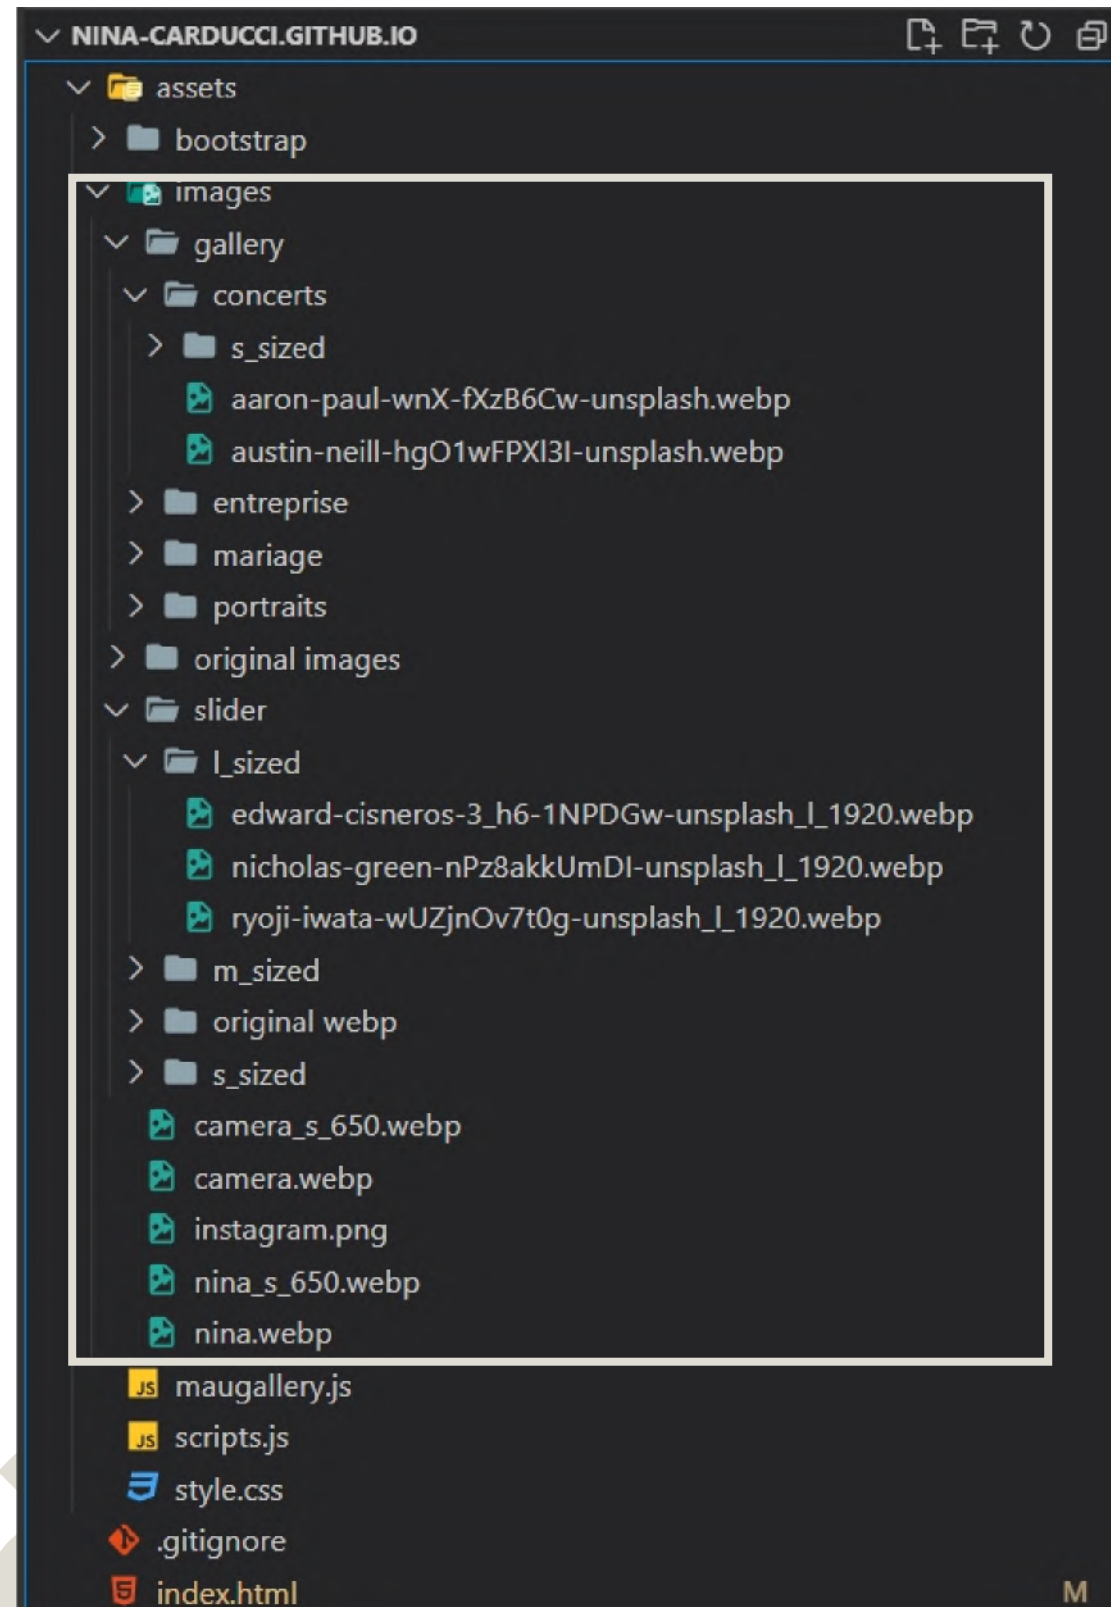 NINA-CARDUCCI.GITHUB.IO
assets
bootstrap
images
gallery
concerts
s_sized
aaron-paul-wnX-fXzB6Cw-unsplash.webp
austin-neill-hgO1wFPXl3I-unsplash.webp
entreprise
mariage
portraits
original images
slider
l_sized
edward-cisneros-3_h6-1NPDGw-unsplash_l_1920.webp
nicholas-green-nPz8akkUmDI-unsplash_l_1920.webp
ryoji-iwata-wUZjnOv7t0g-unsplash_l_1920.webp
m_sized
original webp
s_sized
camera_s_650.webp
camera.webp
instagram.png
nina_s_650.webp
nina.webp
JS maugallery.js
JS scripts.js
style.css
.gitignore
index.html M